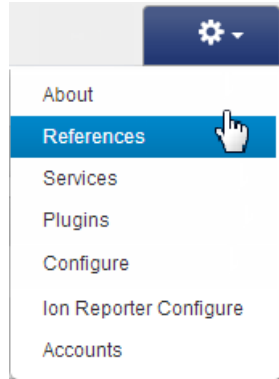 About
References
Services
Plugins
Configure
Ion Reporter Configure
Accounts